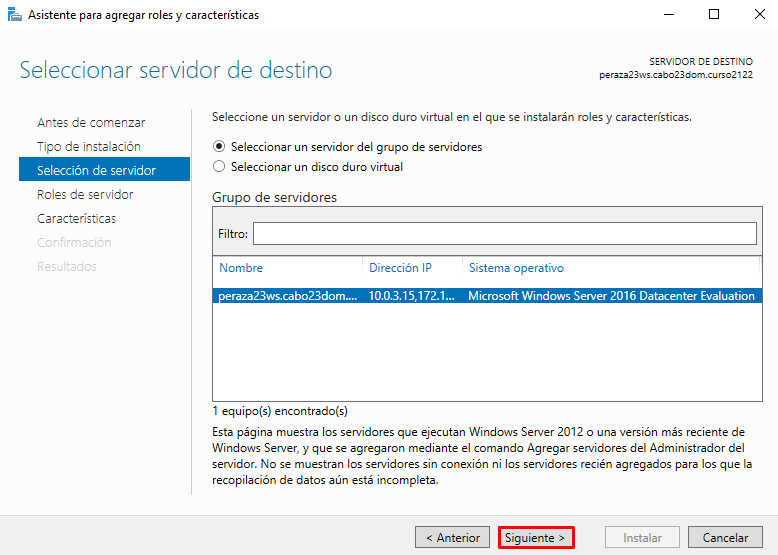 Asistente para agregar roles y características
Seleccionar servidor de destino
SERVIDOR DE DESTINO
peraza23ws.cabo23dom.curso2122
Antes de comenzar
Tipo de instalación
Selección de servidor
Roles de servidor
Características
Confirmación
Resultados
Seleccione un servidor o un disco duro virtual en el que se instalarán roles y características.
Seleccionar un servidor del grupo de servidores
Seleccionar un disco duro virtual
Grupo de servidores
Filtro:
Nombre Dirección IP Sistema operativo
peraza23ws.cabo23dom.... 10.0.3.15,172.1... Microsoft Windows Server 2016 Datacenter Evaluation
1 equipo(s) encontrado(s)
Esta página muestra los servidores que ejecutan Windows Server 2012 o una versión más reciente de
Windows Server, y que se agregaron mediante el comando Agregar servidores del Administrador del
servidor. No se muestran los servidores sin conexión ni los servidores recién agregados para los que la
recopilación de datos aún está incompleta.
< Anterior Siguiente > Instalar Cancelar